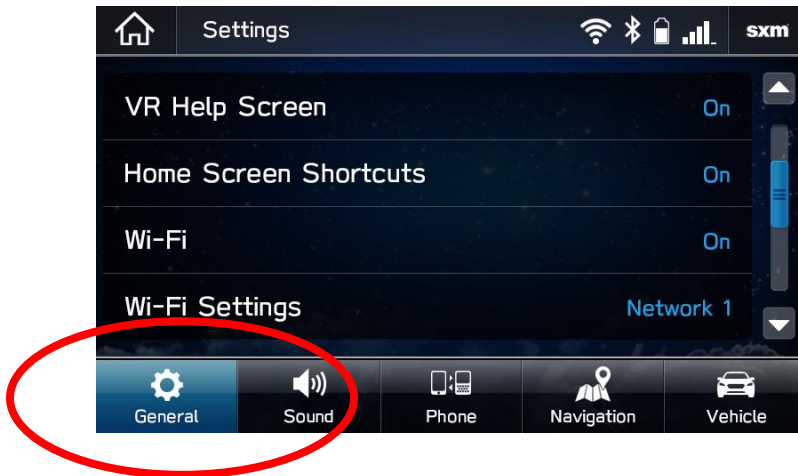 Settings
sxm
VR Help Screen On
Home Screen Shortcuts On
Wi-Fi On
Wi-Fi Settings Network 1
General Sound Phone Navigation Vehicle